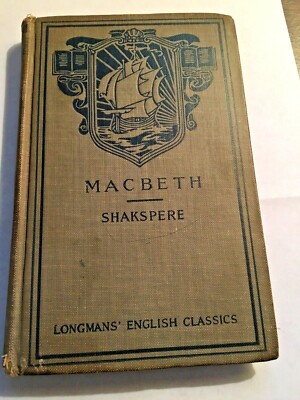 MACBETH
SHAKSPERE
LONGMANS' ENGLISH CLASSICS